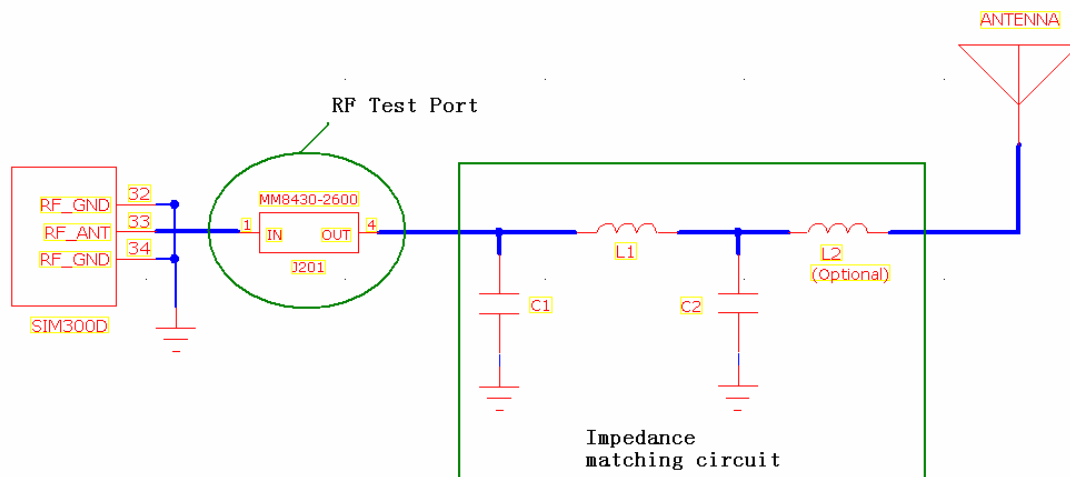 ANTENNA
RF Test Port
MM8430-2600
32
RF_GND
33
RF_ANT
34
RF_GND
1
IN
OUT
4
J201
SIM300D
L1
L2
(Optional)
C1
C2
Impedance
matching circuit